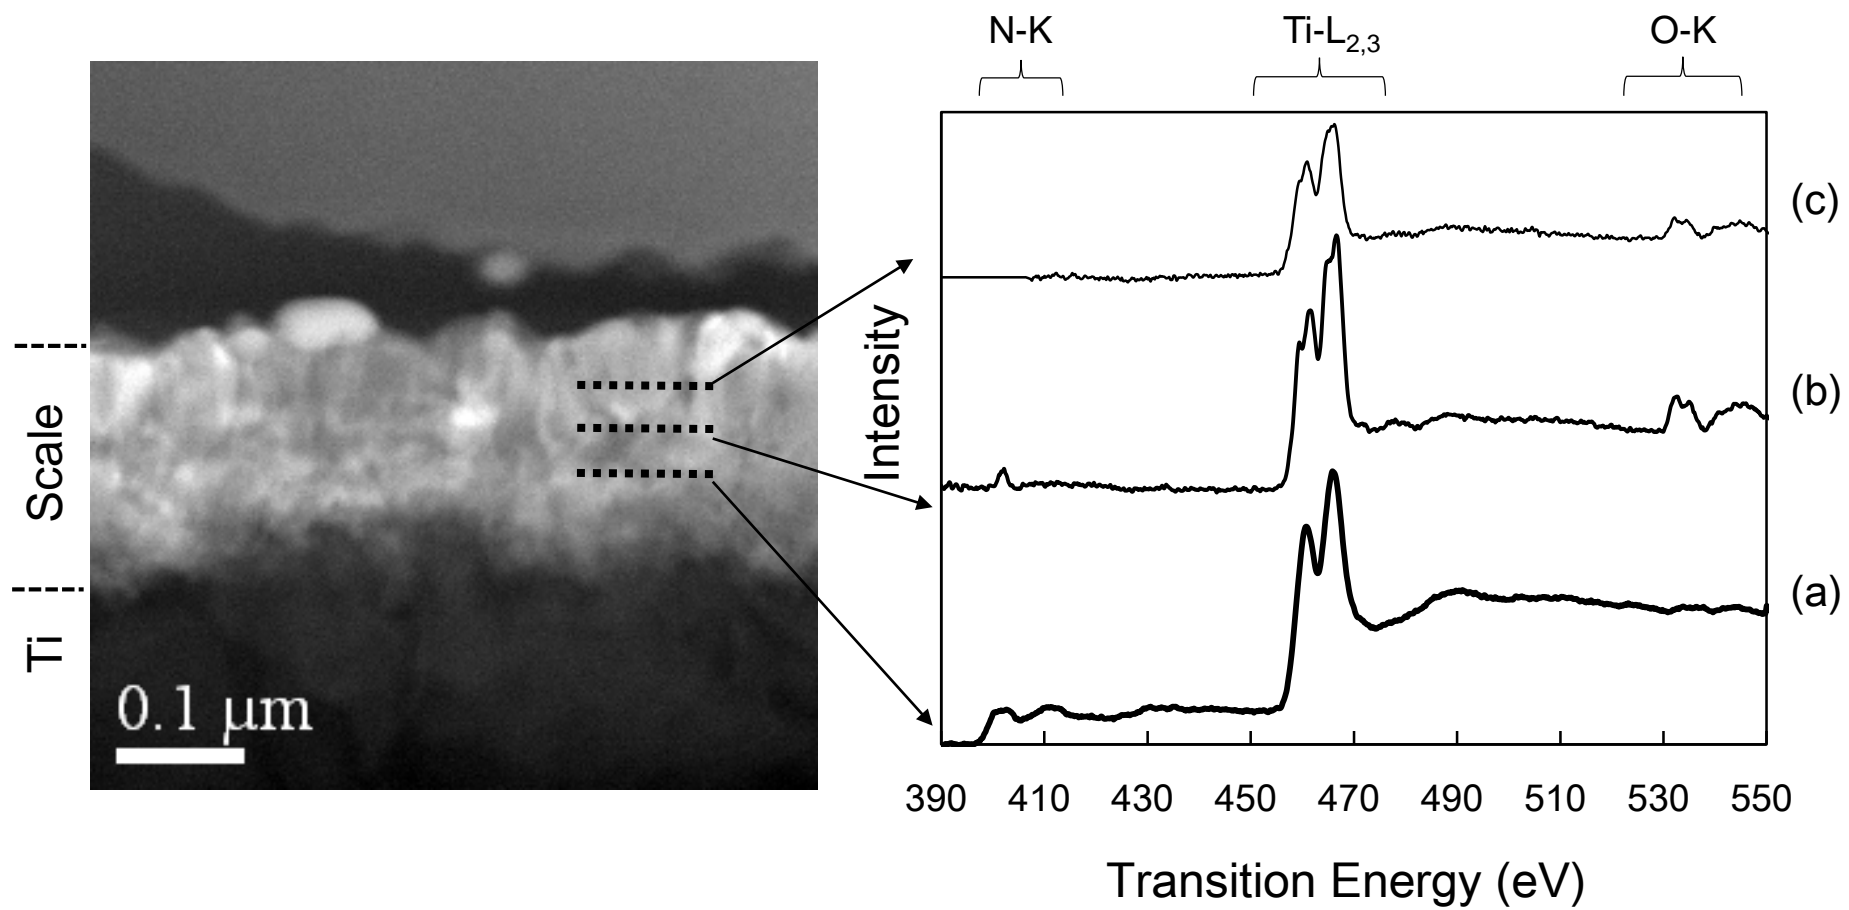 N-K
Ti-L2,3
O-K
(c)
(b)
(a)
Scale
Ti
0.1 µm
Intensity
390 410 430 450 470 490 510 530 550
Transition Energy (eV)